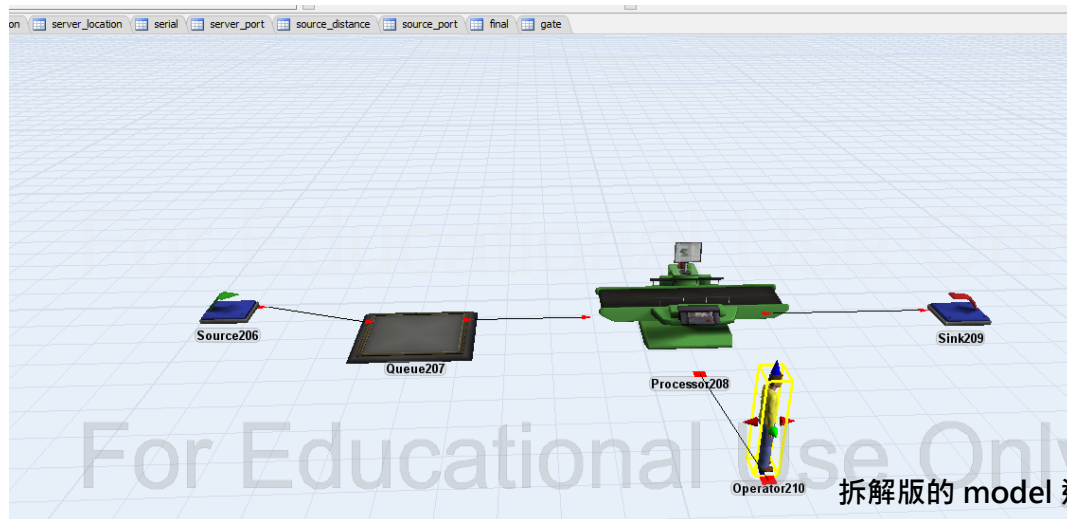 server_location serial server_port source_distance source_port final gate
Source206
Queue207
Processor208
Sink209
Operator210
For Educational Use Only
拆解版的 model